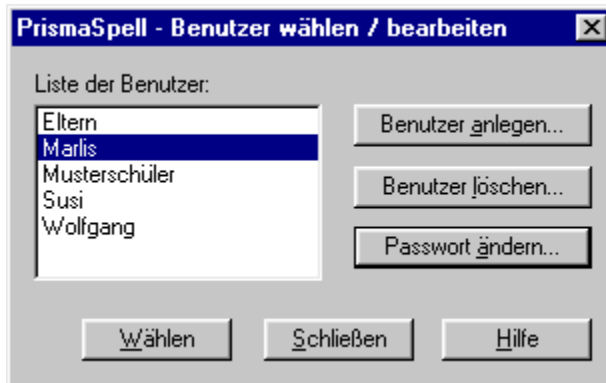 PrismaSpell - Benutzer wählen / bearbeiten
Liste der Benutzer:
Eltern
Marlis
Musterschüler
Susi
Wolfgang
Benutzer anlegen...
Benutzer löschen...
Passwort ändern...
Wählen
Schließen
Hilfe